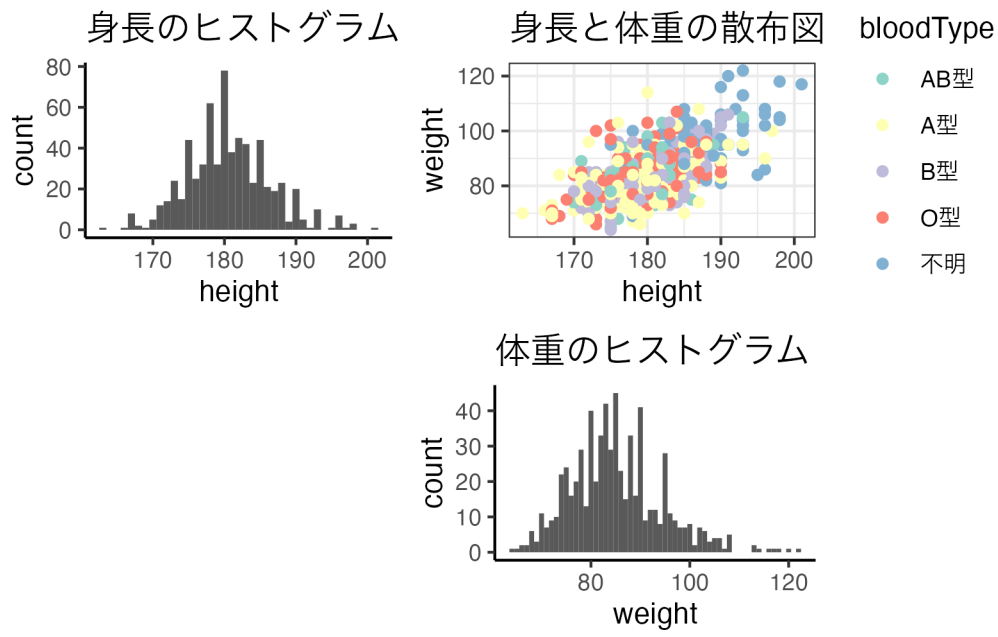 身長のヒストグラム
80
60
40
20
0
count
170 180 190 200
height
身長と体重の散布図
120
100
80
weight
170 180 190 200
height
bloodType
AB型
A型
B型
O型
不明
体重のヒストグラム
40
30
20
10
0
count
80 100 120
weight